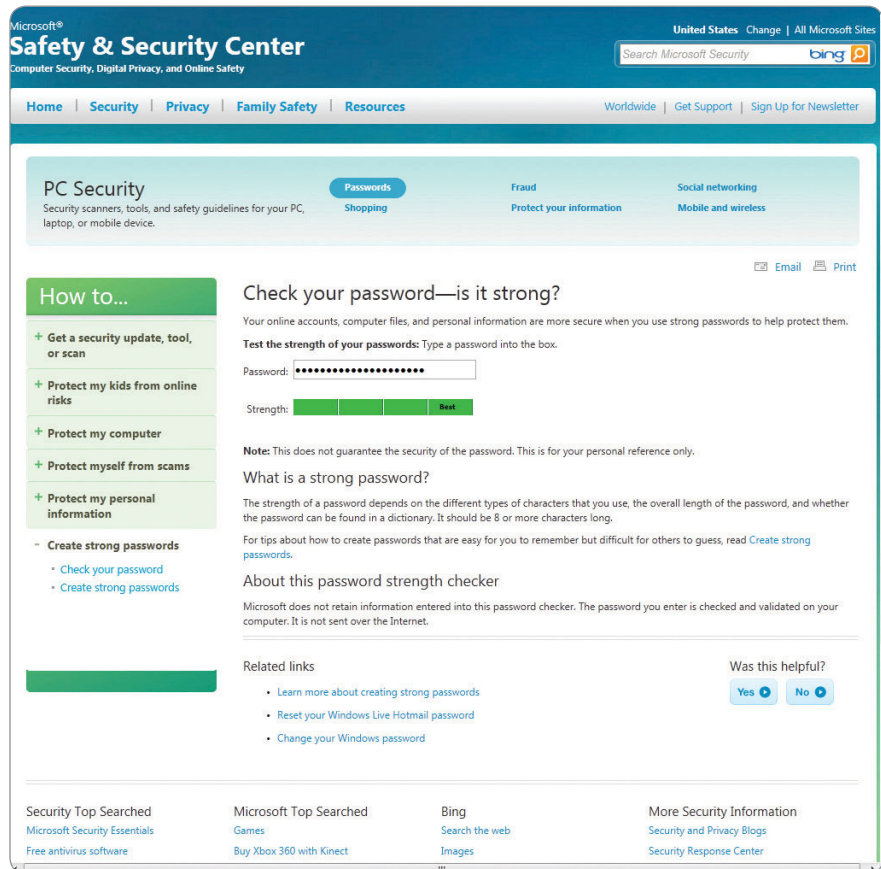 Microsoft®
Safety & Security Center
Computer Security, Digital Privacy, and Online Safety
United States Change | All Microsoft Sites
Search Microsoft Security bing
Home | Security | Privacy | Family Safety | Resources
Worldwide | Get Support | Sign Up for Newsletter
PC Security
Security scanners, tools, and safety guidelines for your PC,
laptop, or mobile device.
Passwords Fraud Social networking
Shopping Protect your information Mobile and wireless
Email Print
How to...
+ Get a security update, tool,
or scan
+ Protect my kids from online
risks
+ Protect my computer
+ Protect myself from scams
+ Protect my personal
information
- Create strong passwords
• Check your password
• Create strong passwords
Check your password—is it strong?
Your online accounts, computer files, and personal information are more secure when you use strong passwords to help protect them.
Test the strength of your passwords: Type a password into the box.
Password: •••••••••••••••••••••
Strength: Best
Note: This does not guarantee the security of the password. This is for your personal reference only.
What is a strong password?
The strength of a password depends on the different types of characters that you use, the overall length of the password, and whether
the password can be found in a dictionary. It should be 8 or more characters long.
For tips about how to create passwords that are easy for you to remember but difficult for others to guess, read Create strong
passwords.
About this password strength checker
Microsoft does not retain information entered into this password checker. The password you enter is checked and validated on your
computer. It is not sent over the Internet.
Related links
• Learn more about creating strong passwords
• Reset your Windows Live Hotmail password
• Change your Windows password
Was this helpful?
Yes No
Security Top Searched
Microsoft Security Essentials
Free antivirus software
Microsoft Top Searched
Games
Buy Xbox 360 with Kinect
Bing
Search the web
Images
More Security Information
Security and Privacy Blogs
Security Response Center